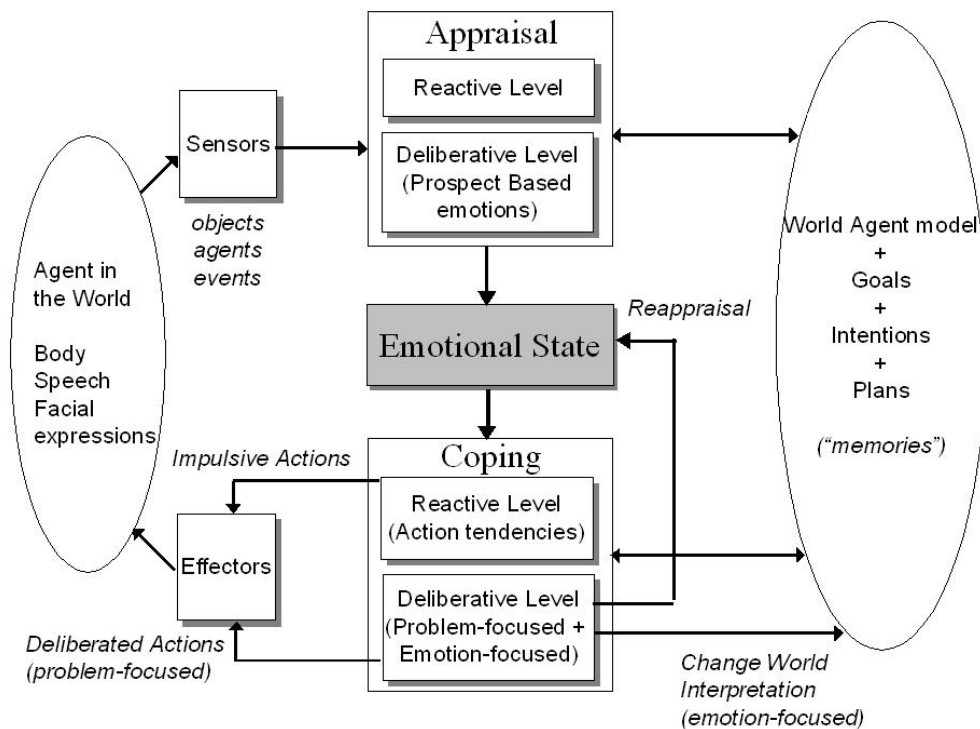 Appraisal
Reactive Level
Deliberative Level
(Prospect Based
emotions)
Sensors
objects
agents
events
Agent in
the World
Body
Speech
Facial
expressions
Emotional State
Reappraisal
World Agent model
+
Goals
+
Intentions
+
Plans
(“memories”)
Coping
Reactive Level
(Action tendencies)
Deliberative Level
(Problem-focused +
Emotion-focused)
Impulsive Actions
Effectors
Deliberated Actions
(problem-focused)
Change World
Interpretation
(emotion-focused)